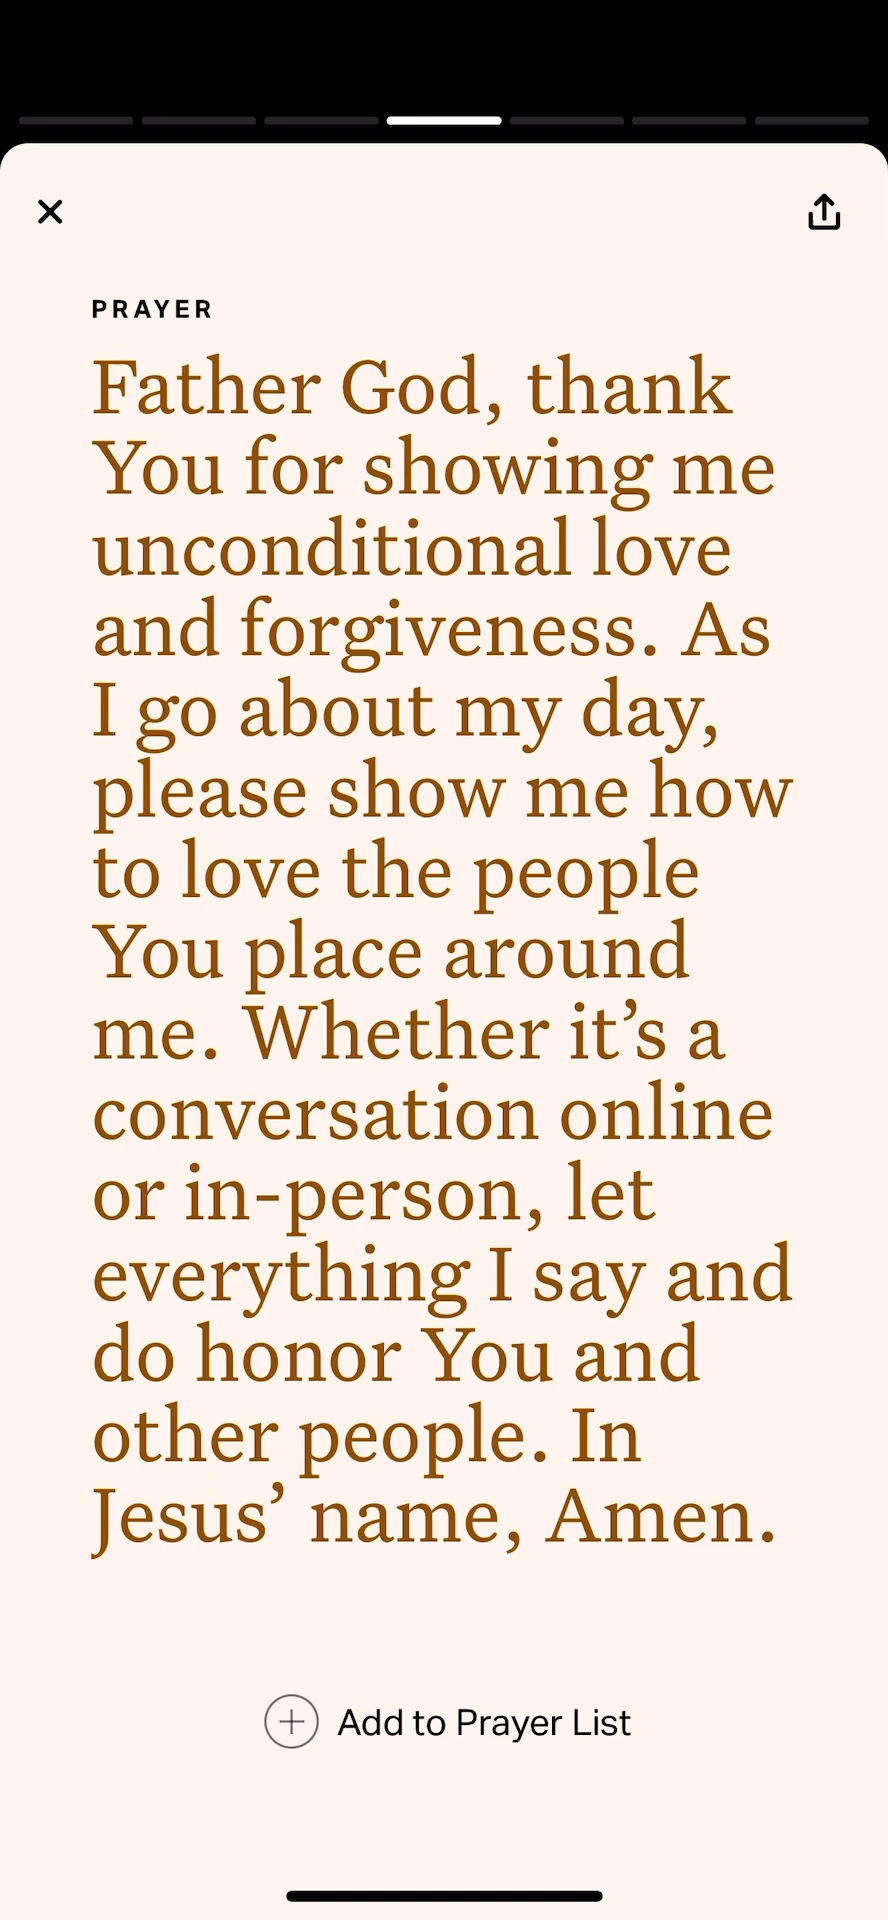 PRAYER
Father God, thank
You for showing me
unconditional love
and forgiveness. As
I go about my day,
please show me how
to love the people
You place around
me. Whether it’s a
conversation online
or in-person, let
everything I say and
do honor You and
other people. In
Jesus’ name, Amen.
Add to Prayer List